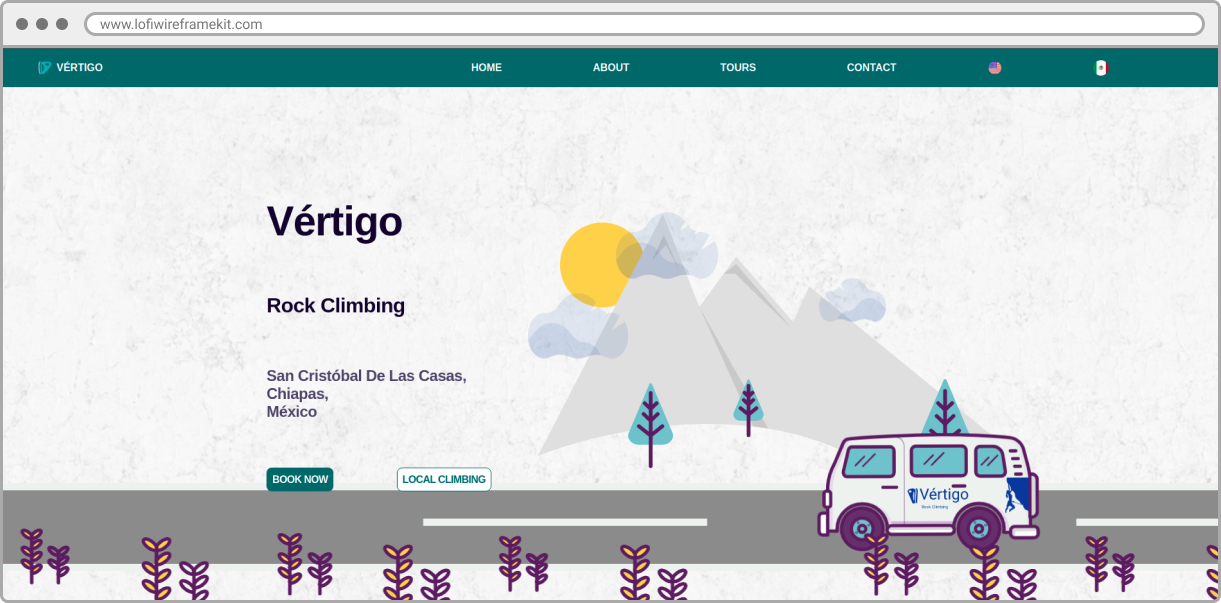 www.lofiwireframekit.com
VÉRTIGO
HOME
ABOUT
TOURS
CONTACT
Vértigo
Rock Climbing
San Cristóbal De Las Casas,
Chiapas,
México
BOOK NOW
LOCAL CLIMBING
Vértigo
Rock Climbing